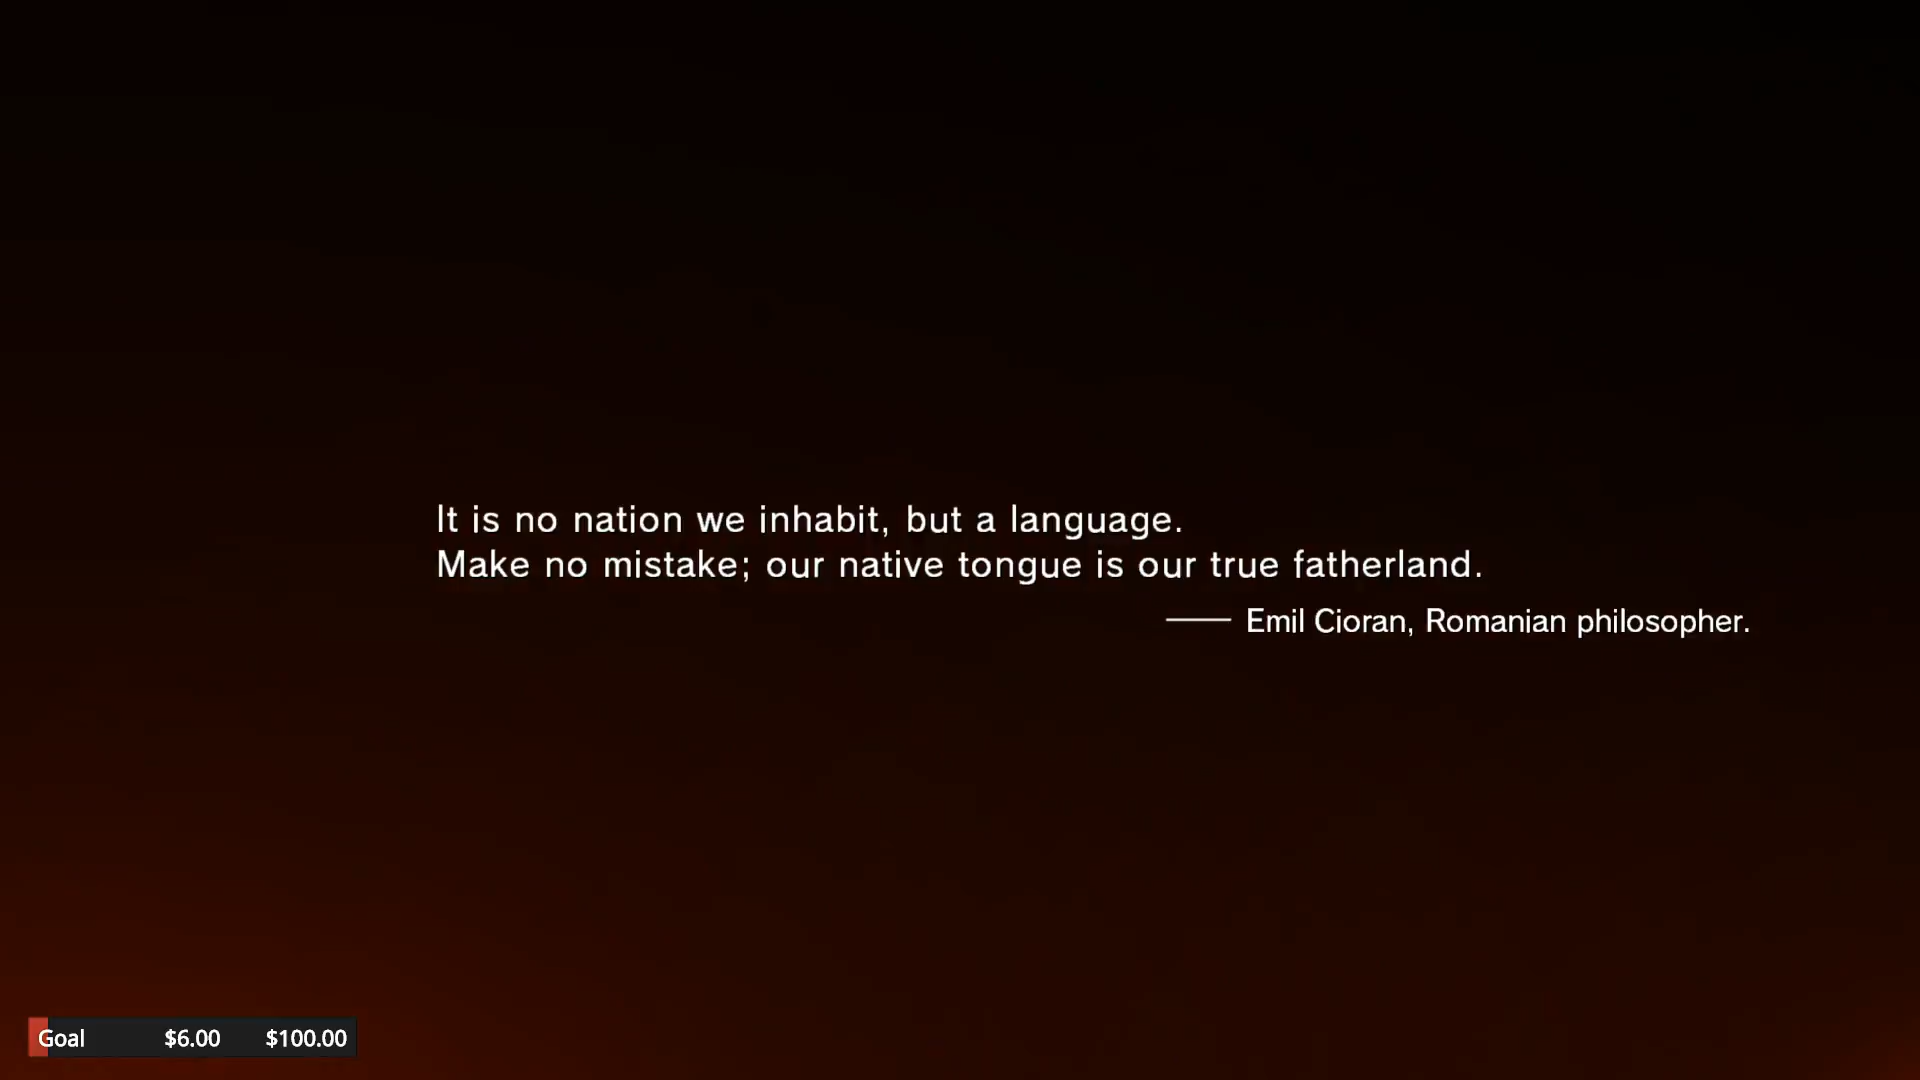 It is no nation we inhabit, but a language.
Make no mistake; our native tongue is our true fatherland.
—— Emil Cioran, Romanian philosopher.
Goal $6.00 $100.00